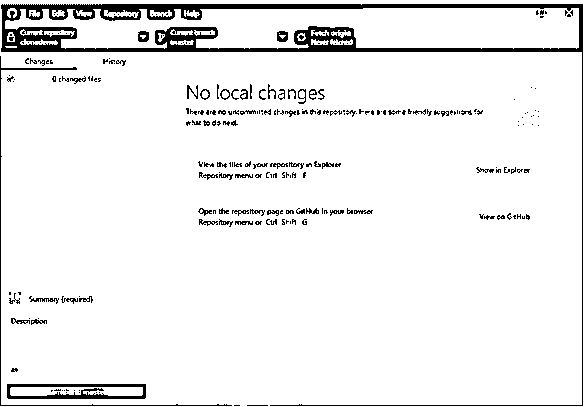 File Edit View Repository Branch Help
Current repository
Current branch
master
Fetch origin
Never fetched
Changes
History
0 changed files
No local changes
There are no uncommitted changes in this repository. Here are some friendly suggestions for
what to do next.
View the files of your repository in Explorer
Repository menu or Ctrl Shift F
Show in Explorer
Open the repository page on GitHub in your browser
Repository menu or Ctrl Shift G
View on GitHub
Summary (required)
Description